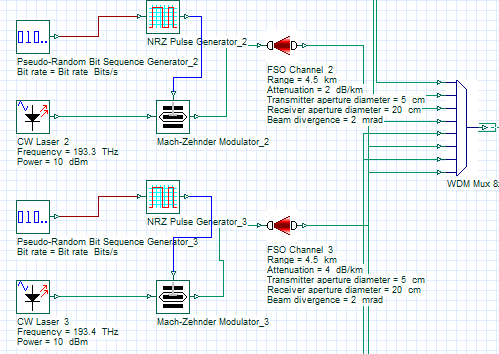 NRZ Pulse Generator_2
Pseudo-Random Bit Sequence Generator_2
Bit rate = Bit rate Bits/s
FSO Channel 2
Range = 4.5 km
Attenuation = 2 dB/km
Transmitter aperture diameter = 5 cm
Receiver aperture diameter = 20 cm
Beam divergence = 2 mrad
CW Laser 2
Frequency = 193.3 THz
Power = 10 dBm
Mach-Zehnder Modulator_2
WDM Mux 8
NRZ Pulse Generator_3
Pseudo-Random Bit Sequence Generator_3
Bit rate = Bit rate Bits/s
FSO Channel 3
Range = 4.5 km
Attenuation = 4 dB/km
Transmitter aperture diameter = 5 cm
Receiver aperture diameter = 20 cm
Beam divergence = 2 mrad
CW Laser 3
Frequency = 193.4 THz
Power = 10 dBm
Mach-Zehnder Modulator_3